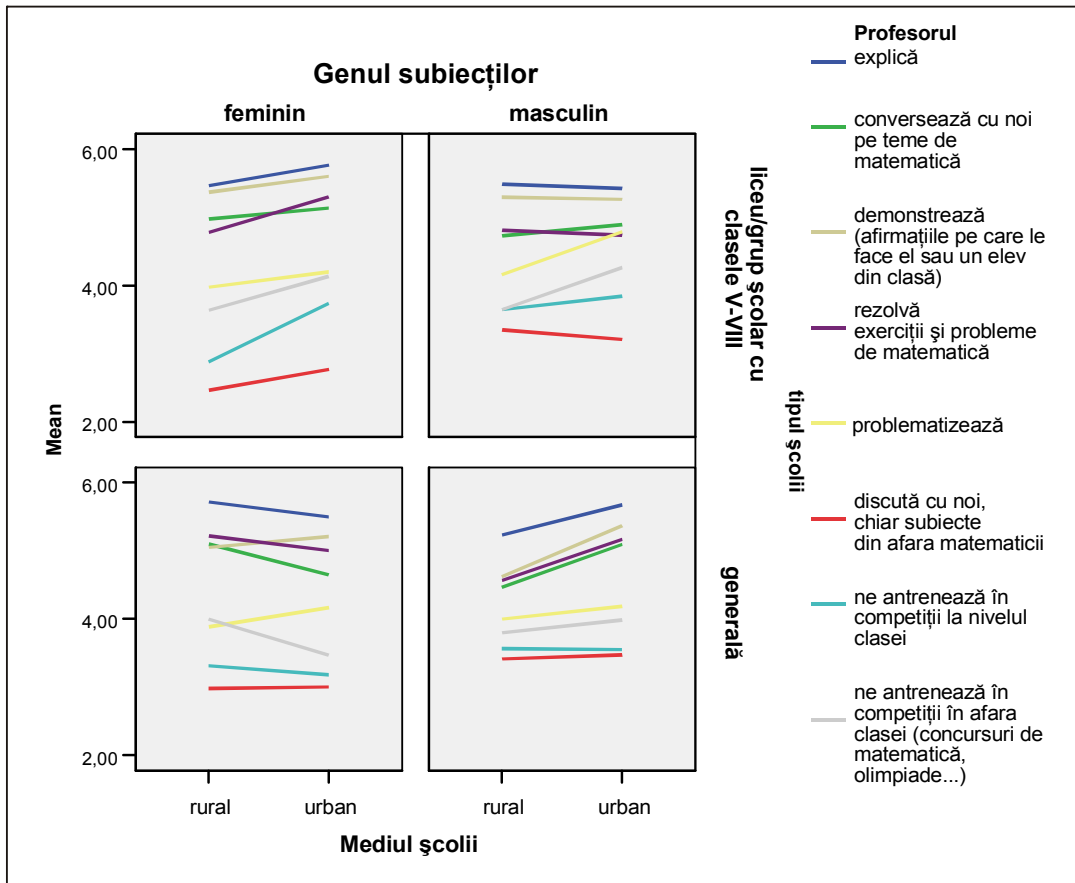 Genul subiecților
feminin
masculin
6,00
4,00
2,00
6,00
4,00
2,00
Mean
rural
urban
rural
urban
Mediul şcolii
liceu/grup şcolar cu
clasele V-VIII
generală
tipul şcolii
Profesorul
explică
conversează cu noi
pe teme de
matematică
demonstrează
(afirmațiile pe care le
face el sau un elev
din clasă)
rezolvă
exerciții şi probleme
de matematică
problematizează
discută cu noi,
chiar subiecte
din afara matematicii
ne antrenează în
competiții la nivelul
clasei
ne antrenează în
competiții în afara
clasei (concursuri de
matematică,
olimpiade...)